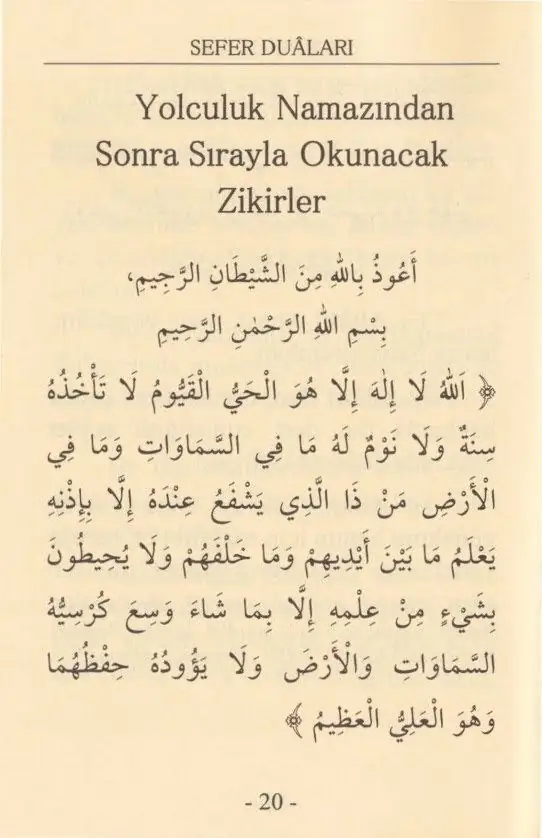 SEFER DUÂLARI
Yolculuk Namazından
Sonra Sırayla Okunacak
Zikirler
أَعُوذُ بِاللهِ مِنَ الشَّيْطَانِ الرَّجِيمِ،
بِسْمِ اللهِ الرَّحْمٰنِ الرَّحِيمِ
﴿ اَللهُ لَا إِلٰهَ إِلَّا هُوَ الْحَيُّ الْقَيُّومُ لَا تَأْخُذُهُ
سِنَةٌ وَلَا نَوْمٌ لَهُ مَا فِي السَّمَاوَاتِ وَمَا فِي
الْأَرْضِ مَنْ ذَا الَّذِي يَشْفَعُ عِنْدَهُ إِلَّا بِإِذْنِهِ
يَعْلَمُ مَا بَيْنَ أَيْدِيهِمْ وَمَا خَلْفَهُمْ وَلَا يُحِيطُونَ
بِشَيْءٍ مِنْ عِلْمِهِ إِلَّا بِمَا شَاءَ وَسِعَ كُرْسِيُّهُ
السَّمَاوَاتِ وَالْأَرْضَ وَلَا يَؤُودُهُ حِفْظُهُمَا
وَهُوَ الْعَلِيُّ الْعَظِيمُ ﴾
- 20 -